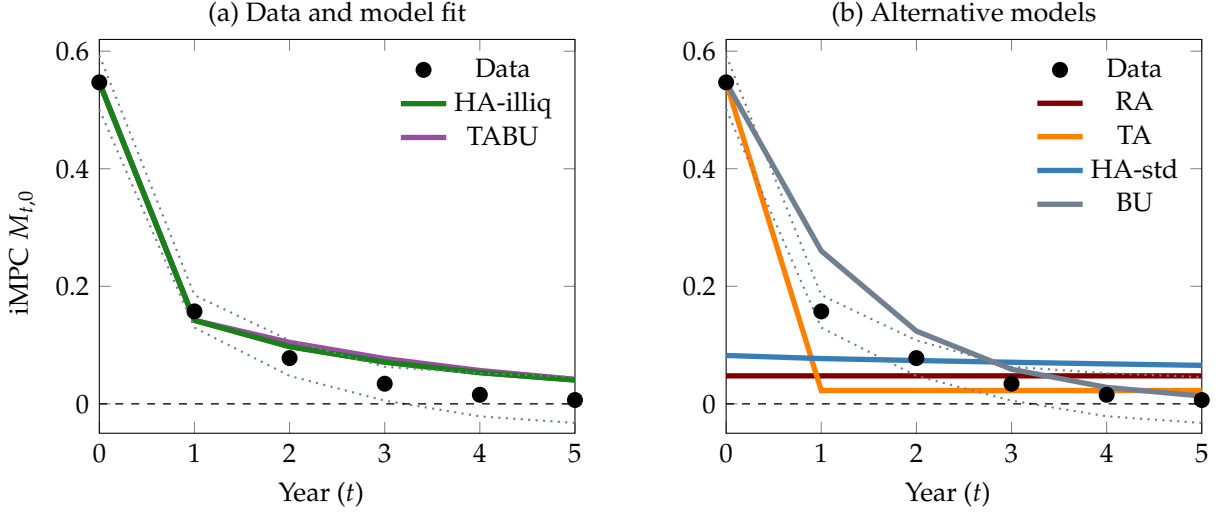 (a) Data and model fit
0.6
0.4
0.2
0
iMPC M_{t,0}
Data
HA-illiq
TABU
0 1 2 3 4 5
Year (t)
(b) Alternative models
0.6
0.4
0.2
0
Data
RA
TA
HA-std
BU
0 1 2 3 4 5
Year (t)